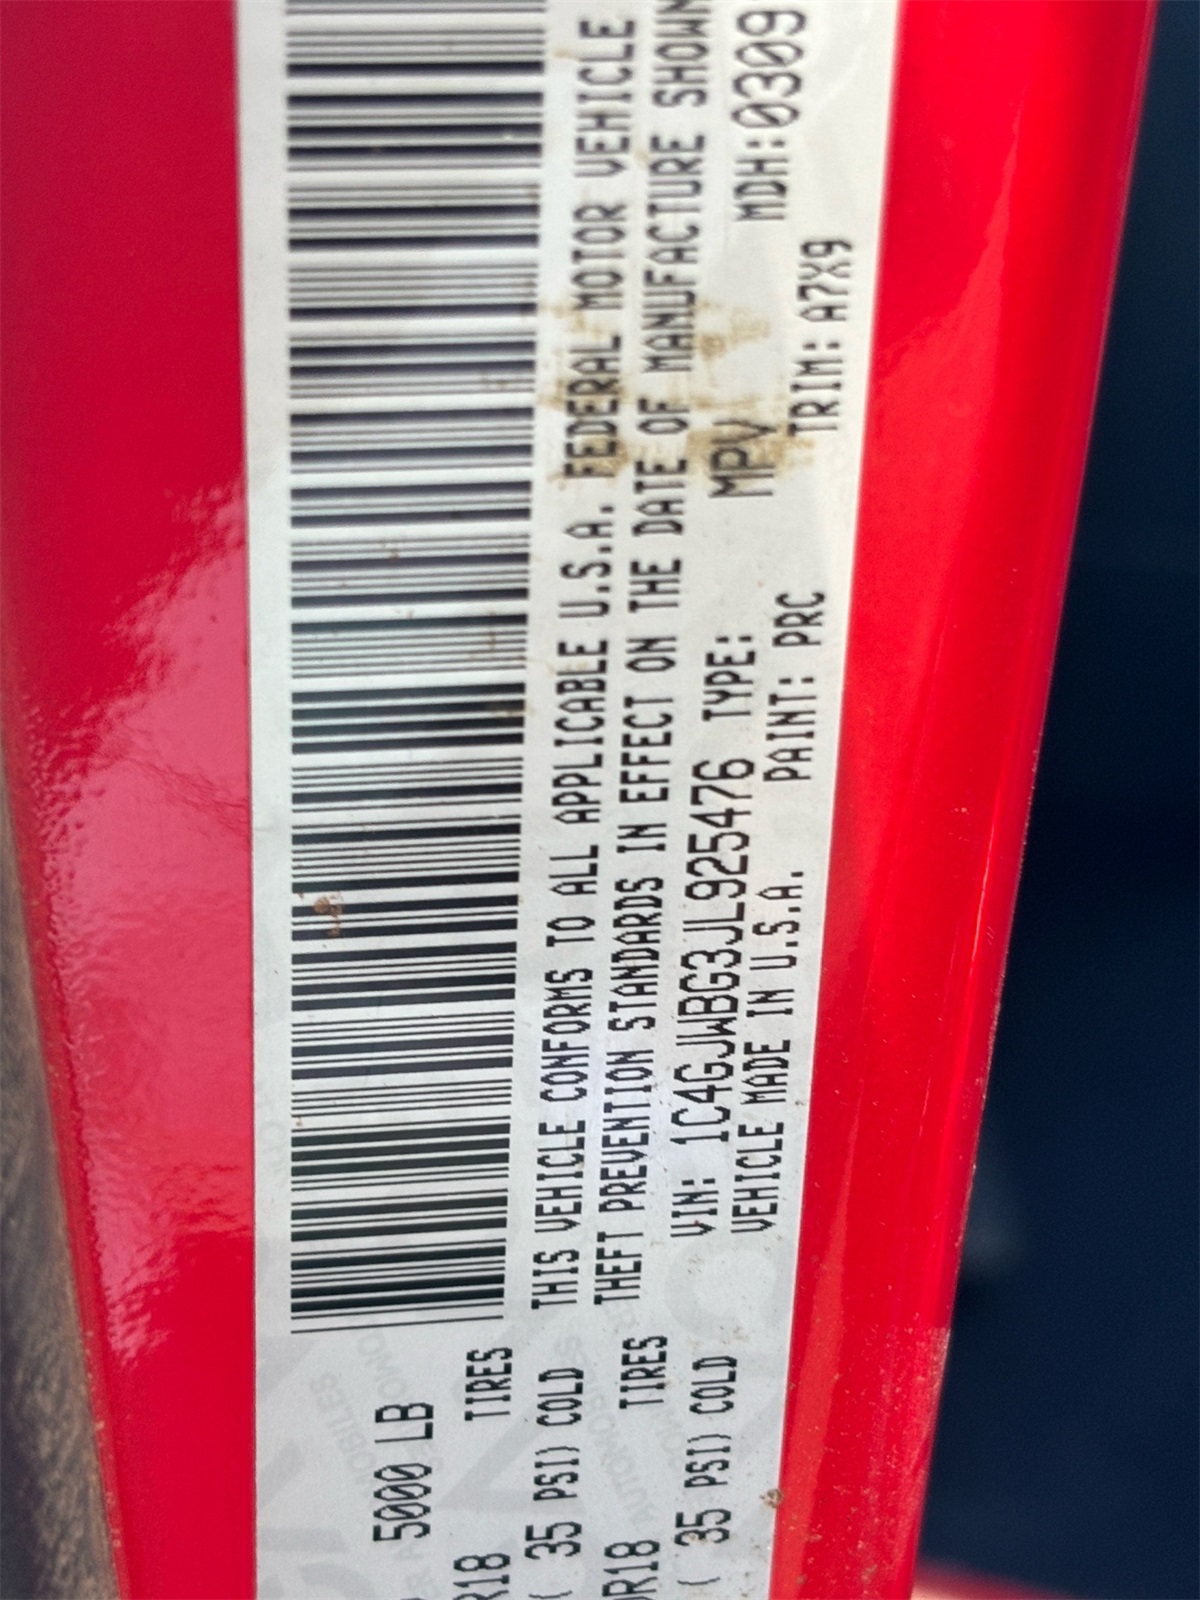 5000 LB
R18 TIRES
( 35 PSI) COLD
R18 TIRES
( 35 PSI) COLD
THIS VEHICLE CONFORMS TO ALL APPLICABLE U.S.A. FEDERAL MOTOR VEHICLE
THEFT PREVENTION STANDARDS IN EFFECT ON THE DATE OF MANUFACTURE SHOWN
VIN: 1C4GJWBG3JL925476 TYPE: MPV MDH:0309
VEHICLE MADE IN U.S.A. PAINT: PRC TRIM: A7X9